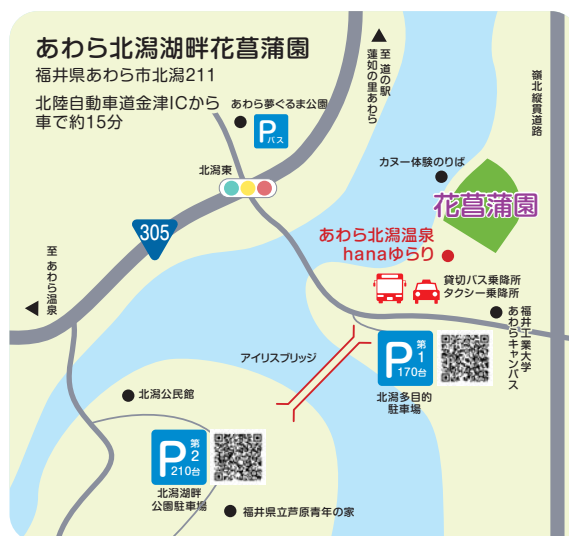 あわら北潟湖畔花菖蒲園
福井県あわら市北潟211
北陸自動車道金津ICから
車で約15分
あわら夢ぐるま公園
P
バス
至 道の駅
蓮如の里あわら
嶺北縦貫道路
北潟東
カヌー体験のりば
花菖蒲園
305
あわら北潟温泉
hanaゆらり
至 あわら温泉
貸切バス乗降所
タクシー乗降所
福井工業大学
あわらキャンパス
アイリスブリッジ
P
第1
170台
北潟多目的
駐車場
北潟公民館
P
第2
210台
北潟湖畔
公園駐車場
福井県立芦原青年の家